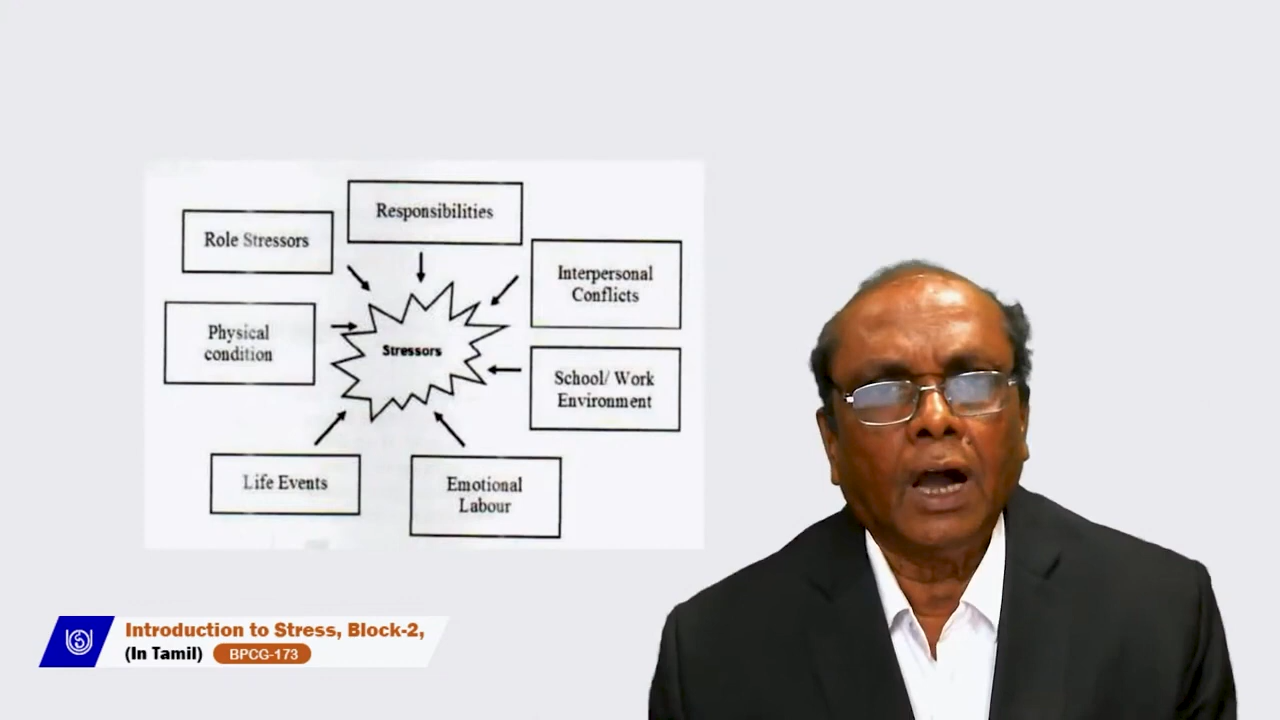 Responsibilities
Role Stressors
Interpersonal
Conflicts
Physical
condition
Stressors
School/ Work
Environment
Life Events
Emotional
Labour
Introduction to Stress, Block-2,
(In Tamil) BPCG-173